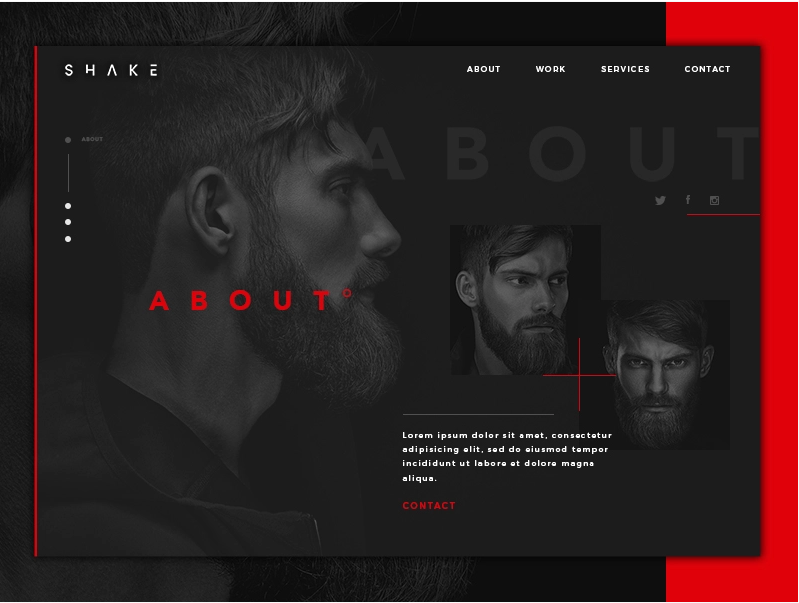 SHAKE
ABOUT WORK SERVICES CONTACT
ABOUT
ABOUT
ABOUT
Lorem ipsum dolor sit amet, consectetur
adipisicing elit, sed do eiusmod tempor
incididunt ut labore et dolore magna
aliqua.
CONTACT